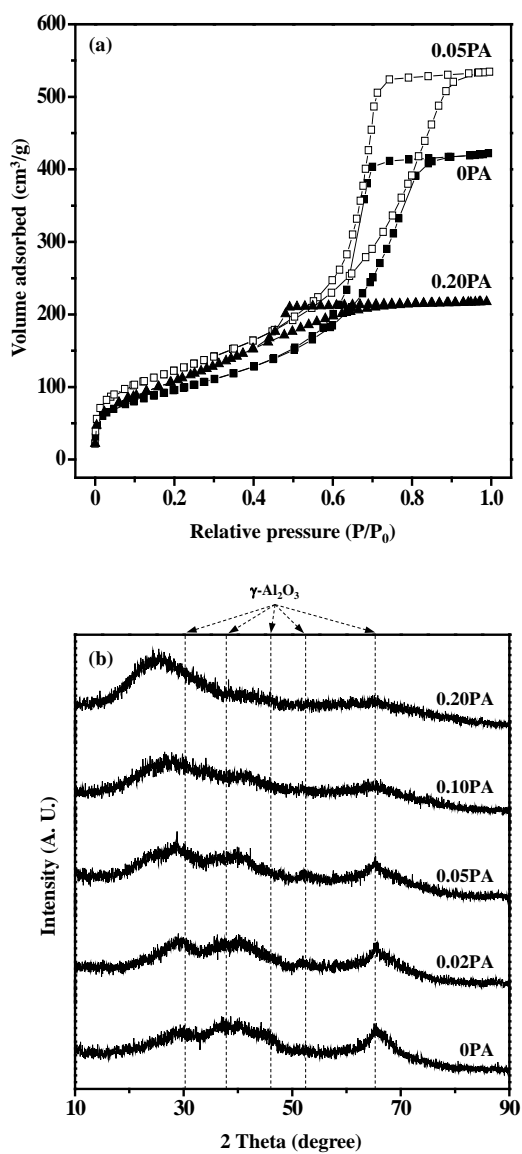 (a)
0.05PA
0PA
0.20PA
600
500
400
300
200
100
0
Volume adsorbed (cm³/g)
0 0.2 0.4 0.6 0.8 1.0
Relative pressure (P/P₀)
γ-Al₂O₃
(b)
0.20PA
0.10PA
0.05PA
0.02PA
0PA
Intensity (A. U.)
10 30 50 70 90
2 Theta (degree)